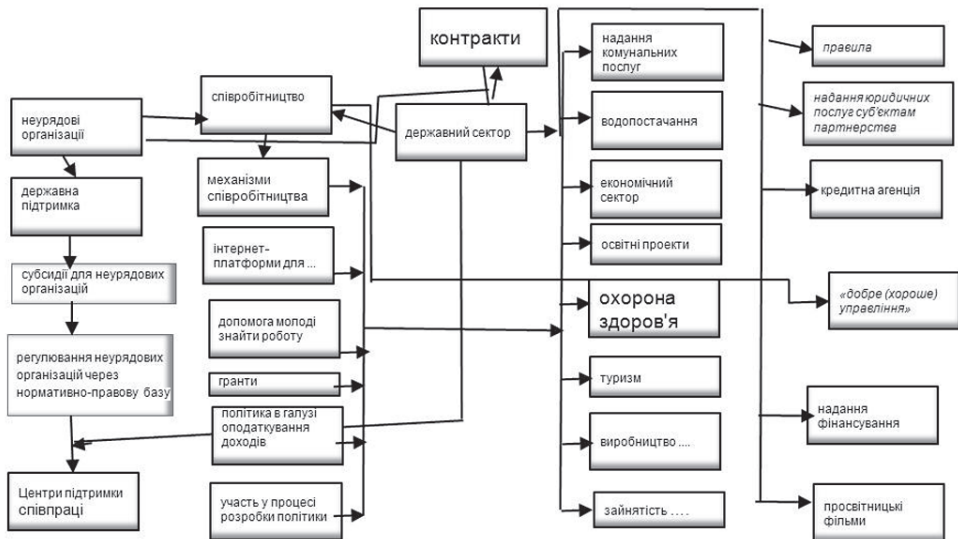 контракти
надання
комунальних
послуг
правила
співробітництво
неурядові
організації
державний сектор
водопостачання
надання юридичних
послуг суб'єктам
партнерства
державна
підтримка
механізми
співробітництва
економічний
сектор
кредитна агенція
інтернет-
платформи для ...
освітні проекти
субсидії для неурядових
організацій
охорона
здоров'я
«добре (хороше)
управління»
допомога молоді
знайти роботу
регулювання неурядових
організацій через
нормативно-правову базу
гранти
туризм
політика в галузі
оподаткування
доходів
виробництво ....
надання
фінансування
Центри підтримки
співпраці
участь у процесі
розробки політики
зайнятість . . . .
просвітницькі
фільми